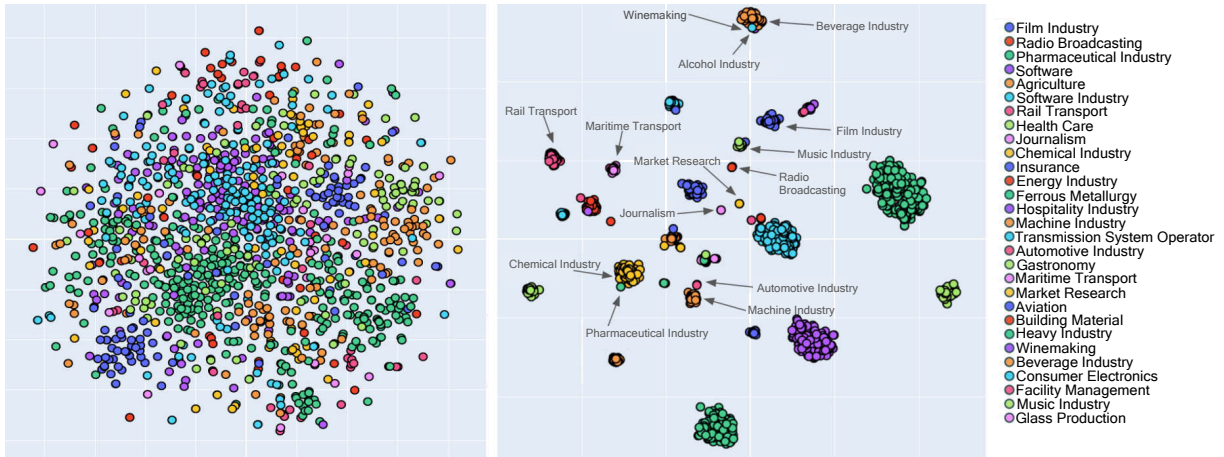 Winemaking
Beverage Industry
Alcohol Industry
Rail Transport
Maritime Transport
Film Industry
Music Industry
Market Research
Radio
Broadcasting
Journalism
Chemical Industry
Automotive Industry
Machine Industry
Pharmaceutical Industry
Film Industry
Radio Broadcasting
Pharmaceutical Industry
Software
Agriculture
Software Industry
Rail Transport
Health Care
Journalism
Chemical Industry
Insurance
Energy Industry
Ferrous Metallurgy
Hospitality Industry
Machine Industry
Transmission System Operator
Automotive Industry
Gastronomy
Maritime Transport
Market Research
Aviation
Building Material
Heavy Industry
Winemaking
Beverage Industry
Consumer Electronics
Facility Management
Music Industry
Glass Production